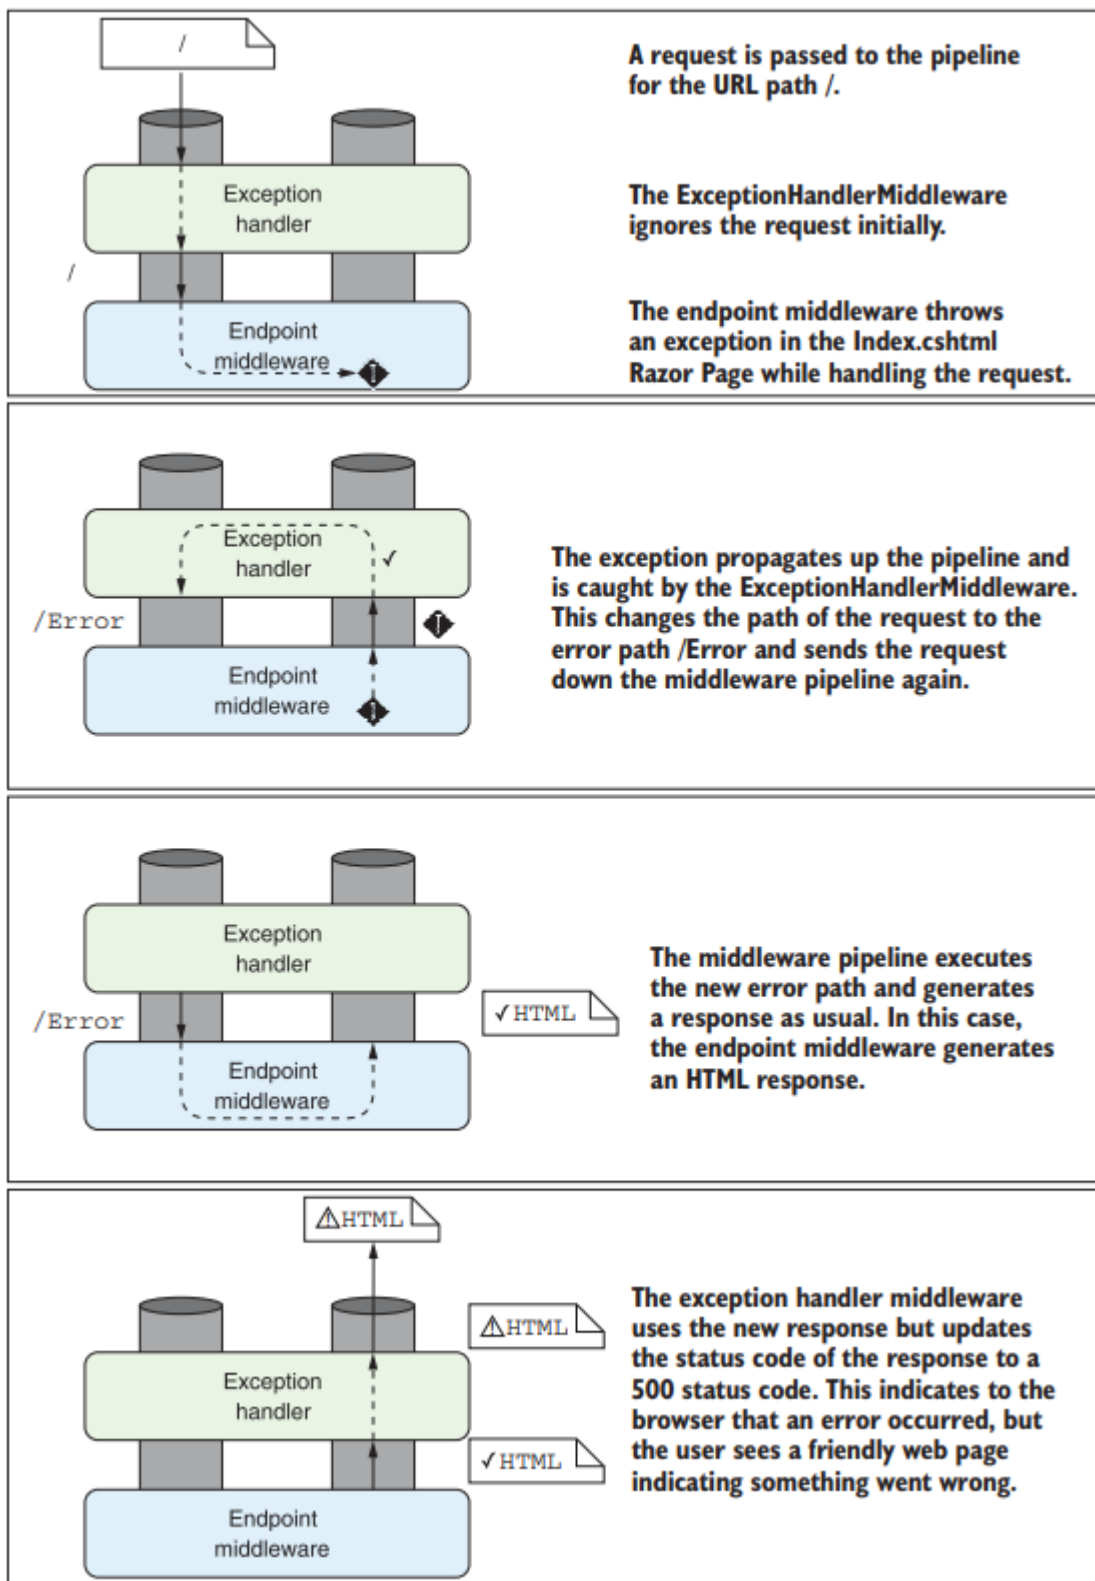 /
A request is passed to the pipeline
for the URL path /.
Exception
handler
The ExceptionHandlerMiddleware
ignores the request initially.
/
Endpoint
middleware
The endpoint middleware throws
an exception in the Index.cshtml
Razor Page while handling the request.
Exception
handler
✓
/Error
Endpoint
middleware
The exception propagates up the pipeline and
is caught by the ExceptionHandlerMiddleware.
This changes the path of the request to the
error path /Error and sends the request
down the middleware pipeline again.
Exception
handler
/Error
Endpoint
middleware
✓HTML
The middleware pipeline executes
the new error path and generates
a response as usual. In this case,
the endpoint middleware generates
an HTML response.
⚠HTML
⚠HTML
Exception
handler
✓HTML
Endpoint
middleware
The exception handler middleware
uses the new response but updates
the status code of the response to a
500 status code. This indicates to the
browser that an error occurred, but
the user sees a friendly web page
indicating something went wrong.